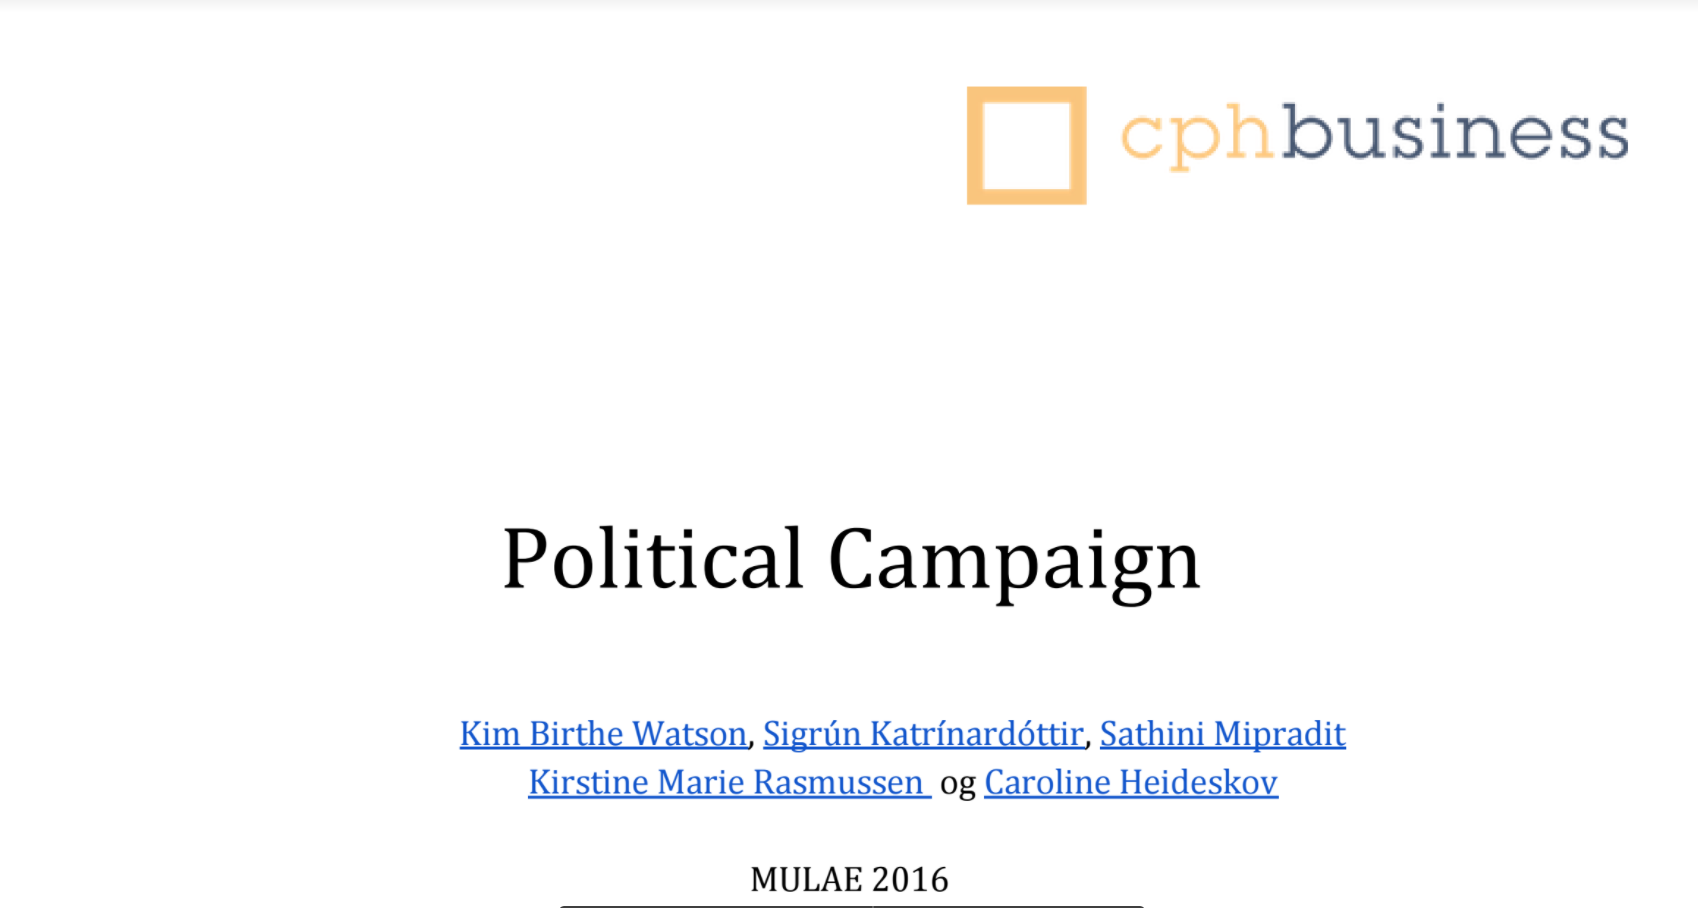 cphbusiness
Political Campaign
Kim Birthe Watson, Sigrún Katrínardóttir, Sathini Mipradit
Kirstine Marie Rasmussen og Caroline Heideskov
MULAE 2016